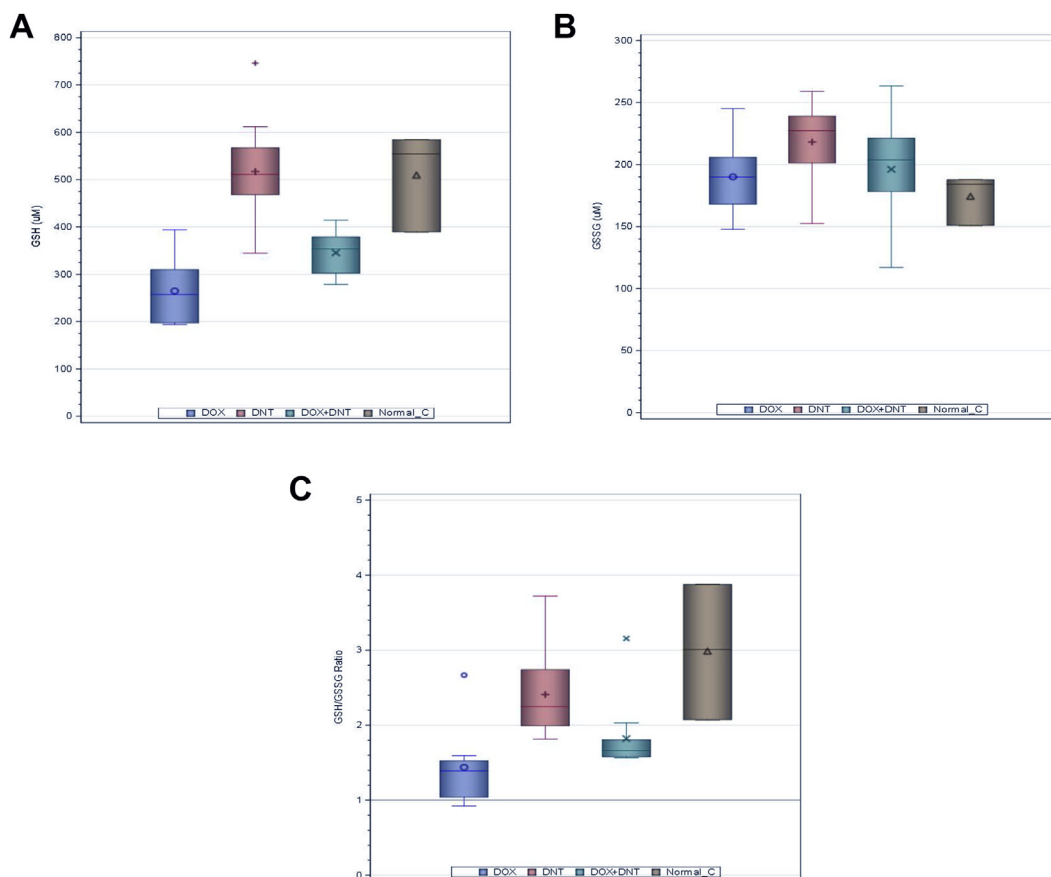 A
800
700
600
500
400
300
200
100
0
GSH (uM)
DOX DNT DOX+DNT Normal_C
B
300
250
200
150
100
50
0
GSSG (uM)
DOX DNT DOX+DNT Normal_C
C
5
4
3
2
1
0
GSH/GSSG Ratio
DOX DNT DOX+DNT Normal_C